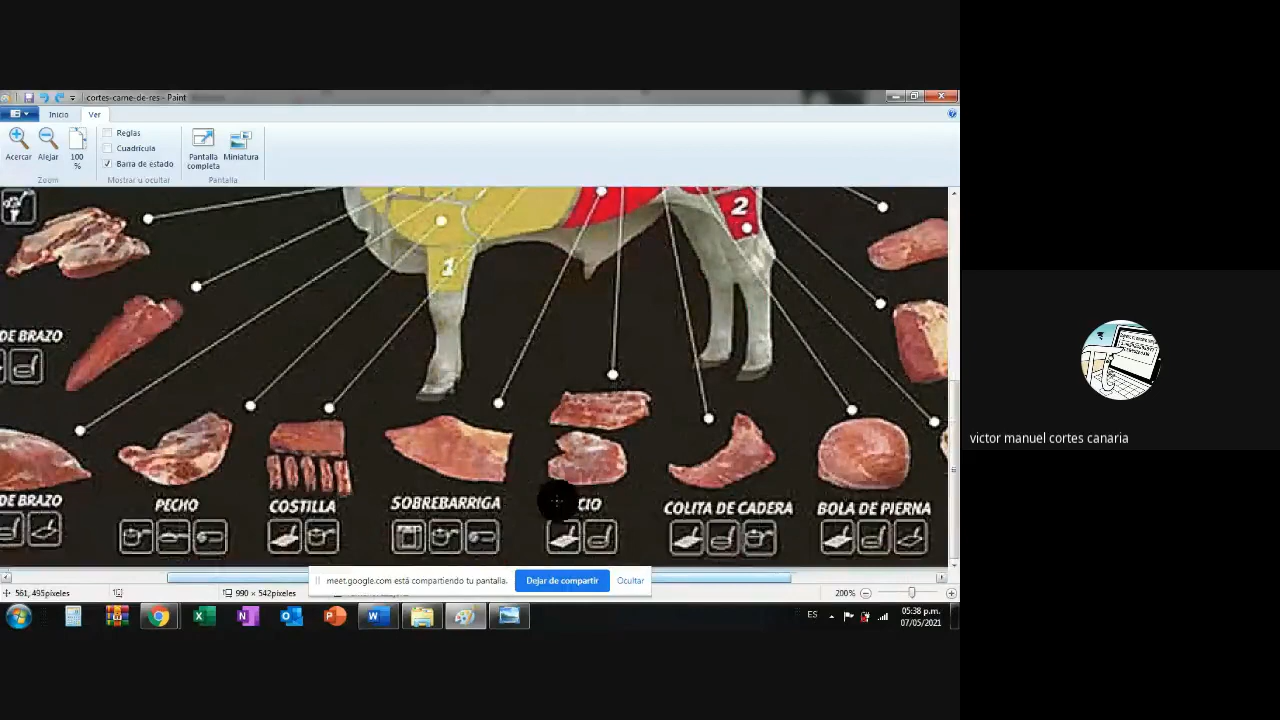 cortes-carne-de-res - Paint
Inicio
Ver
Acercar
Alejar
100
%
Reglas
Cuadrícula
Barra de estado
Pantalla
completa
Miniatura
Zoom
Mostrar u ocultar
Pantalla
2
1
DE BRAZO
DE BRAZO
PECHO
COSTILLA
SOBREBARRIGA
CIO
COLITA DE CADERA
BOLA DE PIERNA
meet.google.com está compartiendo tu pantalla.
Dejar de compartir
Ocultar
561, 495píxeles
990 × 542píxeles
200%
ES
05:38 p.m.
07/05/2021
victor manuel cortes canaria